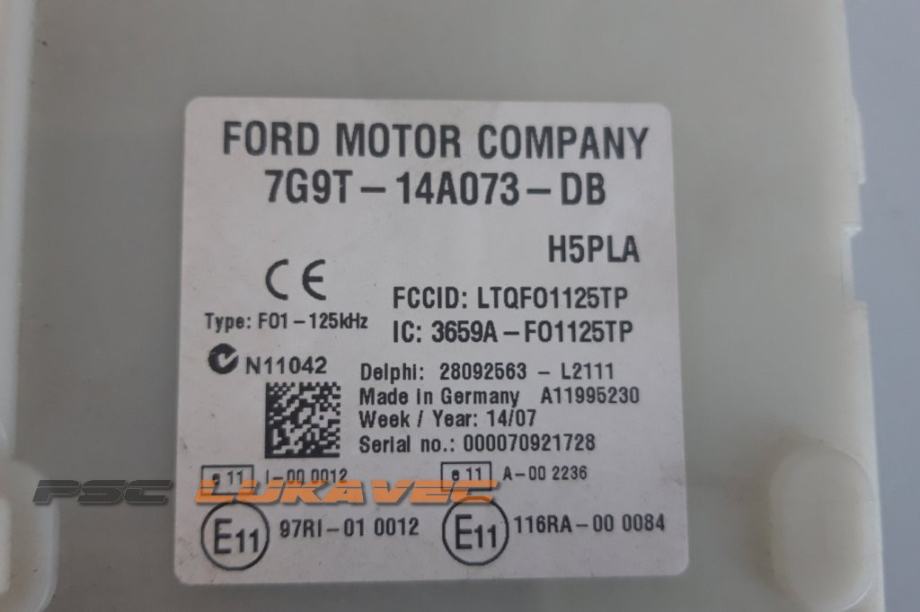 FORD MOTOR COMPANY
7G9T-14A073-DB
H5PLA
CE
FCCID: LTQFO1125TP
Type: F01-125kHz
IC: 3659A-FO1125TP
N11042
Delphi: 28092563 - L2111
Made in Germany A11995230
Week / Year: 14/07
Serial no.: 000070921728
e 11 I-00 0012
e 11 A-00 2236
PSC LUKAVEC
E11 97RI-01 0012
E11 116RA-00 0084